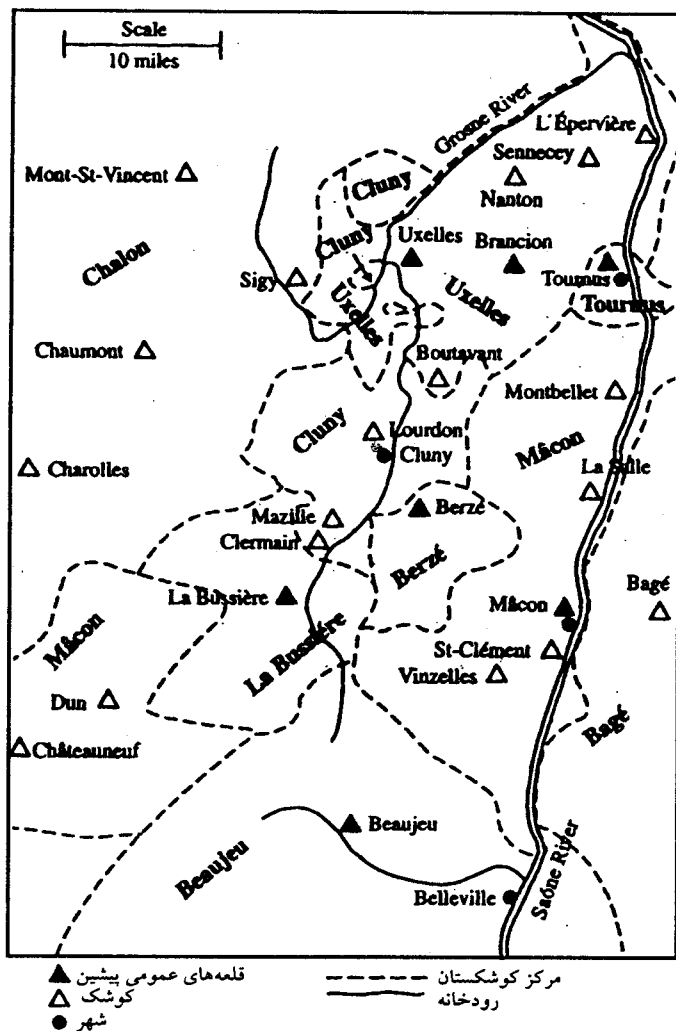 Scale
10 miles
Grosne River
L'Épervière
Sennecey
Mont-St-Vincent
Nanton
Cluny
Chalon
Cluny
Uxelles
Brancion
Sigy
Tournus
Uxelles
Uxelles
Tournus
Boutavant
Chaumont
Montbellet
Cluny
Lourdon
Mâcon
Cluny
Charolles
La Salle
Mazille
Berzé
Clermain
Berzé
La Bussière
Mâcon
Bagé
Mâcon
La Bussiére
St-Clément
Vinzelles
Dun
Bagé
Châteauneuf
Beaujeu
Beaujeu
Belleville
Saóne River
قلعه‌های عمومی پیشین
مرکز کوشکستان
کوشک
رودخانه
شهر